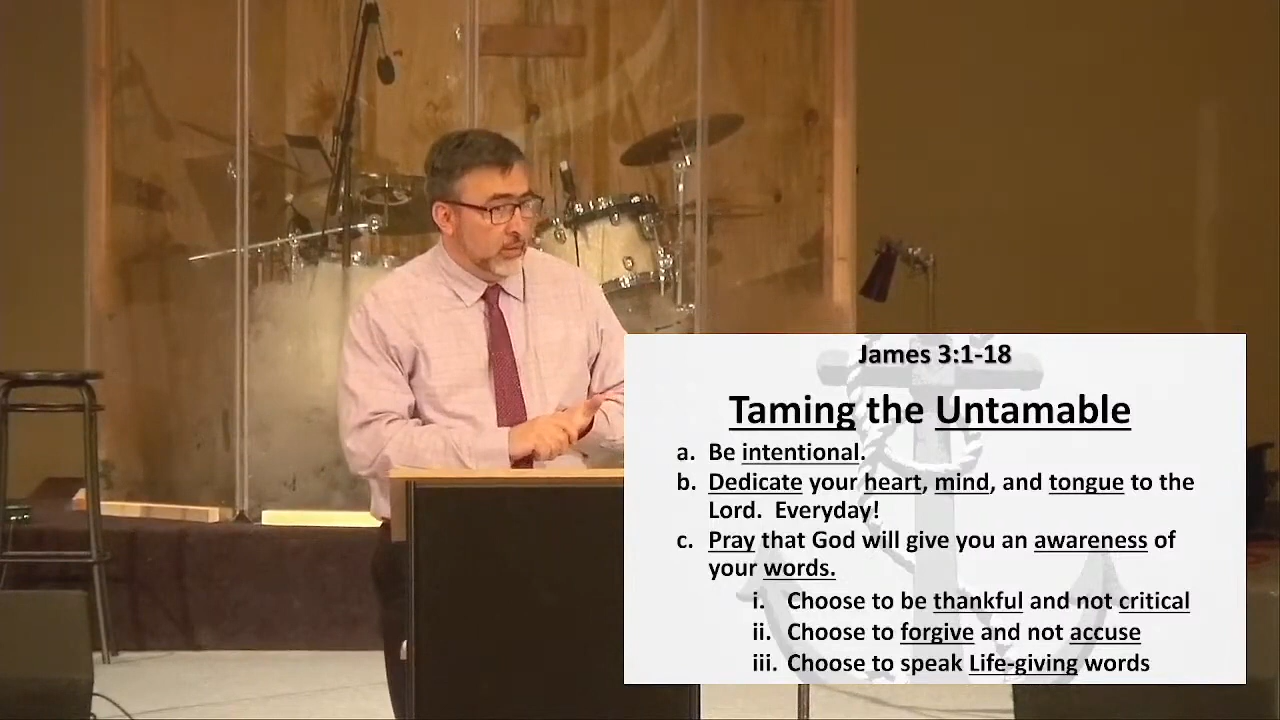 James 3:1-18
Taming the Untamable
a. Be intentional.
b. Dedicate your heart, mind, and tongue to the
Lord. Everyday!
c. Pray that God will give you an awareness of
your words.
i. Choose to be thankful and not critical
ii. Choose to forgive and not accuse
iii. Choose to speak Life-giving words